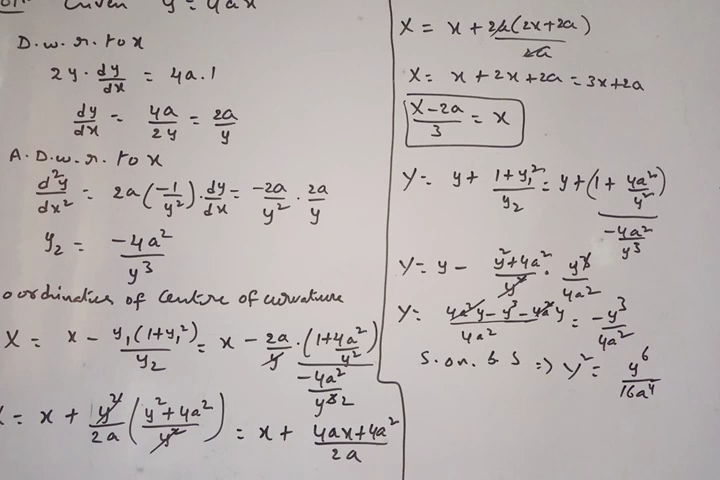 Given y² = 4ax
D.w.r.to x
2y · dy/dx = 4a.1
dy/dx = 4a/2y = 2a/y
A.D.w.r.to x
d²y/dx² = 2a(-1/y²) · dy/dx = -2a/y² · 2a/y
y₂ = -4a²/y³
oordinates of Centre of curvature
X = x - y₁(1+y₁²)/y₂ = x - 2a/y · (1+4a²/y²)/(-4a²/y³)
= x + y²/2a (y²+4a²/y²) = x + 4ax+4a²/2a
X = x + 2a(2x+2a)/2a
X = x + 2x + 2a = 3x+2a
X-2a/3 = x
Y = y + 1+y₁²/y₂ = y + (1 + 4a²/y²)/(-4a²/y³)
Y = y - y²+4a²/y² · y³/4a²
Y = 4a²y - y³ - 4a²y/4a² = -y³/4a²
S.on.b.S => Y² = y⁶/16a⁴